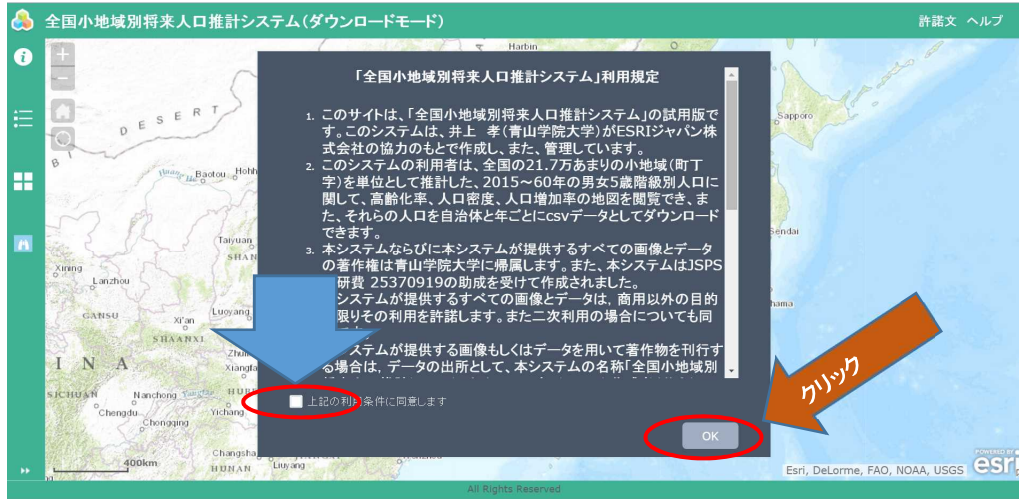 全国小地域別将来人口推計システム(ダウンロードモード)
許諾文 ヘルプ
Harbin
「全国小地域別将来人口推計システム」利用規定
1. このサイトは、「全国小地域別将来人口推計システム」の試用版で
す。このシステムは、井上 孝(青山学院大学)がESRIジャパン株
式会社の協力のもとで作成し、また、管理しています。
2. このシステムの利用者は、全国の21.7万あまりの小地域(町丁
字)を単位として推計した、2015~60年の男女5歳階級別人口に
関して、高齢化率、人口密度、人口増加率の地図を閲覧でき、ま
た、それらの人口を自治体と年ごとにcsvデータとしてダウンロード
できます。
3. 本システムならびに本システムが提供するすべての画像とデータ
の著作権は青山学院大学に帰属します。また、本システムはJSPS
研費 25370919の助成を受けて作成されました。
システムが提供するすべての画像とデータは, 商用以外の目的
限りその利用を許諾します。また二次利用の場合についても同
ステムが提供する画像もしくはデータを用いて著作物を刊行す
る場合は, データの出所として、本システムの名称「全国小地域別
上記の利用条件に同意します
OK
クリック
DESERT
Sapporo
Huang
Baotou
Hohh
Taiyuan
SHAN
Sendai
Xining
Lanzhou
GANSU
Xi'an
Luoyang
hama
SHAANXI
I N A
Zhum
Xiangfa
SICHUAN
Nanchong
Yangtze
HUBE
Chengdu
Yichang
Chongqing
Changsha
400km
HUNAN
Liuyang
Esri, DeLorme, FAO, NOAA, USGS
POWERED BY
esri
All Rights Reserved